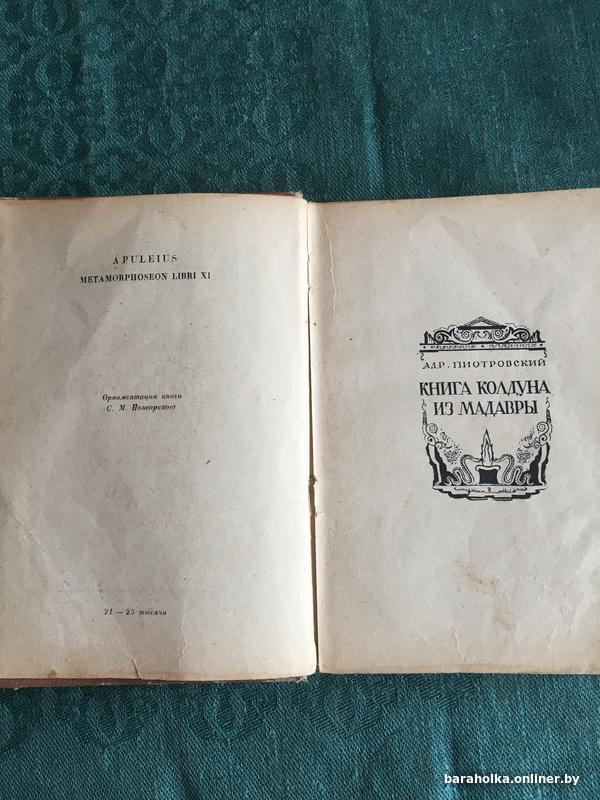 APULEIUS
METAMORPHOSEON LIBRI XI
Орнаментация книги
С. М. Пожарского
21 — 25 тысячи
АДР. ПИОТРОВСКИЙ
КНИГА КОЛДУНА
ИЗ МАДАВРЫ
baraholka.onliner.by